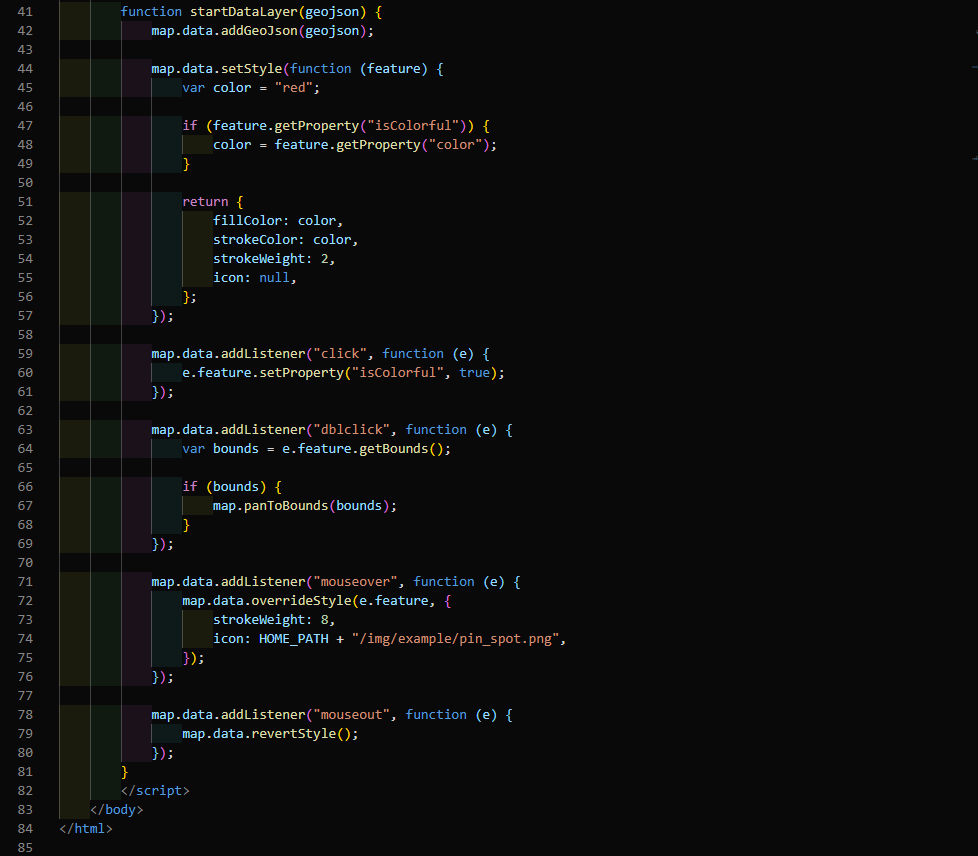 41 function startDataLayer(geojson) {
42 map.data.addGeoJson(geojson);
43
44 map.data.setStyle(function (feature) {
45 var color = "red";
46
47 if (feature.getProperty("isColorful")) {
48 color = feature.getProperty("color");
49 }
50
51 return {
52 fillColor: color,
53 strokeColor: color,
54 strokeWeight: 2,
55 icon: null,
56 };
57 });
58
59 map.data.addListener("click", function (e) {
60 e.feature.setProperty("isColorful", true);
61 });
62
63 map.data.addListener("dblclick", function (e) {
64 var bounds = e.feature.getBounds();
65
66 if (bounds) {
67 map.panToBounds(bounds);
68 }
69 });
70
71 map.data.addListener("mouseover", function (e) {
72 map.data.overrideStyle(e.feature, {
73 strokeWeight: 8,
74 icon: HOME_PATH + "/img/example/pin_spot.png",
75 });
76 });
77
78 map.data.addListener("mouseout", function (e) {
79 map.data.revertStyle();
80 });
81 }
82 </script>
83 </body>
84 </html>
85